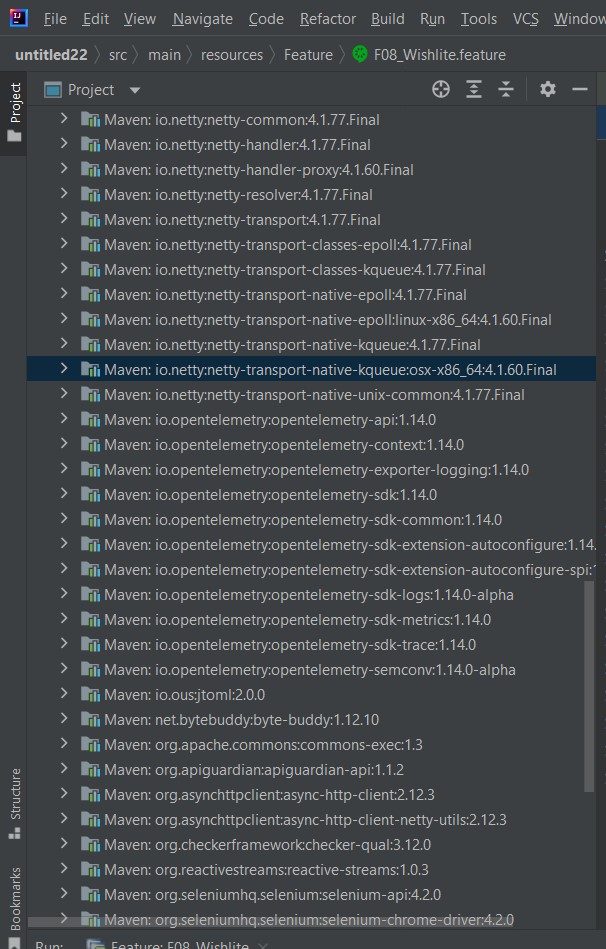 File Edit View Navigate Code Refactor Build Run Tools VCS Window
untitled22 src main resources Feature F08_Wishlite.feature
Project
Project
Maven: io.netty:netty-common:4.1.77.Final
Maven: io.netty:netty-handler:4.1.77.Final
Maven: io.netty:netty-handler-proxy:4.1.60.Final
Maven: io.netty:netty-resolver:4.1.77.Final
Maven: io.netty:netty-transport:4.1.77.Final
Maven: io.netty:netty-transport-classes-epoll:4.1.77.Final
Maven: io.netty:netty-transport-classes-kqueue:4.1.77.Final
Maven: io.netty:netty-transport-native-epoll:4.1.77.Final
Maven: io.netty:netty-transport-native-epoll:linux-x86_64:4.1.60.Final
Maven: io.netty:netty-transport-native-kqueue:4.1.77.Final
Maven: io.netty:netty-transport-native-kqueue:osx-x86_64:4.1.60.Final
Maven: io.netty:netty-transport-native-unix-common:4.1.77.Final
Maven: io.opentelemetry:opentelemetry-api:1.14.0
Maven: io.opentelemetry:opentelemetry-context:1.14.0
Maven: io.opentelemetry:opentelemetry-exporter-logging:1.14.0
Maven: io.opentelemetry:opentelemetry-sdk:1.14.0
Maven: io.opentelemetry:opentelemetry-sdk-common:1.14.0
Maven: io.opentelemetry:opentelemetry-sdk-extension-autoconfigure:1.14.
Maven: io.opentelemetry:opentelemetry-sdk-extension-autoconfigure-spi:1
Maven: io.opentelemetry:opentelemetry-sdk-logs:1.14.0-alpha
Maven: io.opentelemetry:opentelemetry-sdk-metrics:1.14.0
Maven: io.opentelemetry:opentelemetry-sdk-trace:1.14.0
Maven: io.opentelemetry:opentelemetry-semconv:1.14.0-alpha
Maven: io.ous:jtoml:2.0.0
Maven: net.bytebuddy:byte-buddy:1.12.10
Maven: org.apache.commons:commons-exec:1.3
Maven: org.apiguardian:apiguardian-api:1.1.2
Maven: org.asynchttpclient:async-http-client:2.12.3
Maven: org.asynchttpclient:async-http-client-netty-utils:2.12.3
Maven: org.checkerframework:checker-qual:3.12.0
Maven: org.reactivestreams:reactive-streams:1.0.3
Maven: org.seleniumhq.selenium:selenium-api:4.2.0
Maven: org.seleniumhq.selenium:selenium-chrome-driver:4.2.0
Structure
Bookmarks
Run: Feature: F08_Wishlite